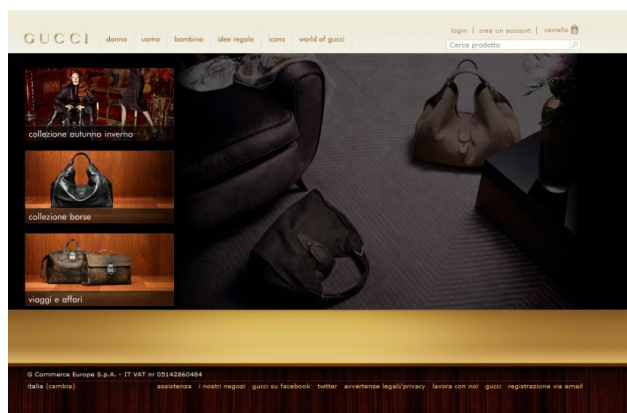 login | crea un account | carrello
GUCCI donna uomo bambino idee regalo icons world of gucci
Cerca prodotto
collezione autunno inverno
collezione borse
viaggi e affari
G Commerce Europe S.p.A. - IT VAT nr 05142860484
italia (cambia) assistenza i nostri negozi gucci su facebook twitter avvertenze legali/privacy lavora con noi gucci registrazione via email